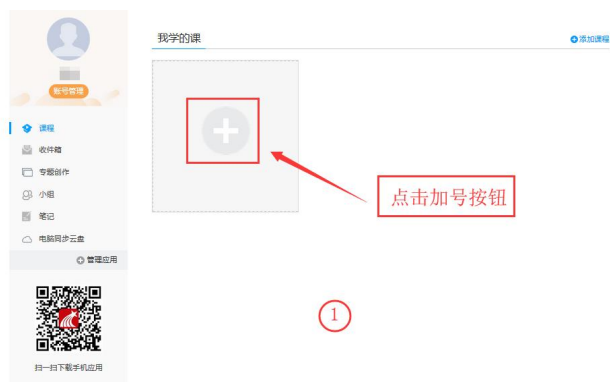 我学的课
添加课程
账号管理
课程
收件箱
专题创作
小组
笔记
电脑同步云盘
管理应用
点击加号按钮
1
扫一扫下载手机应用